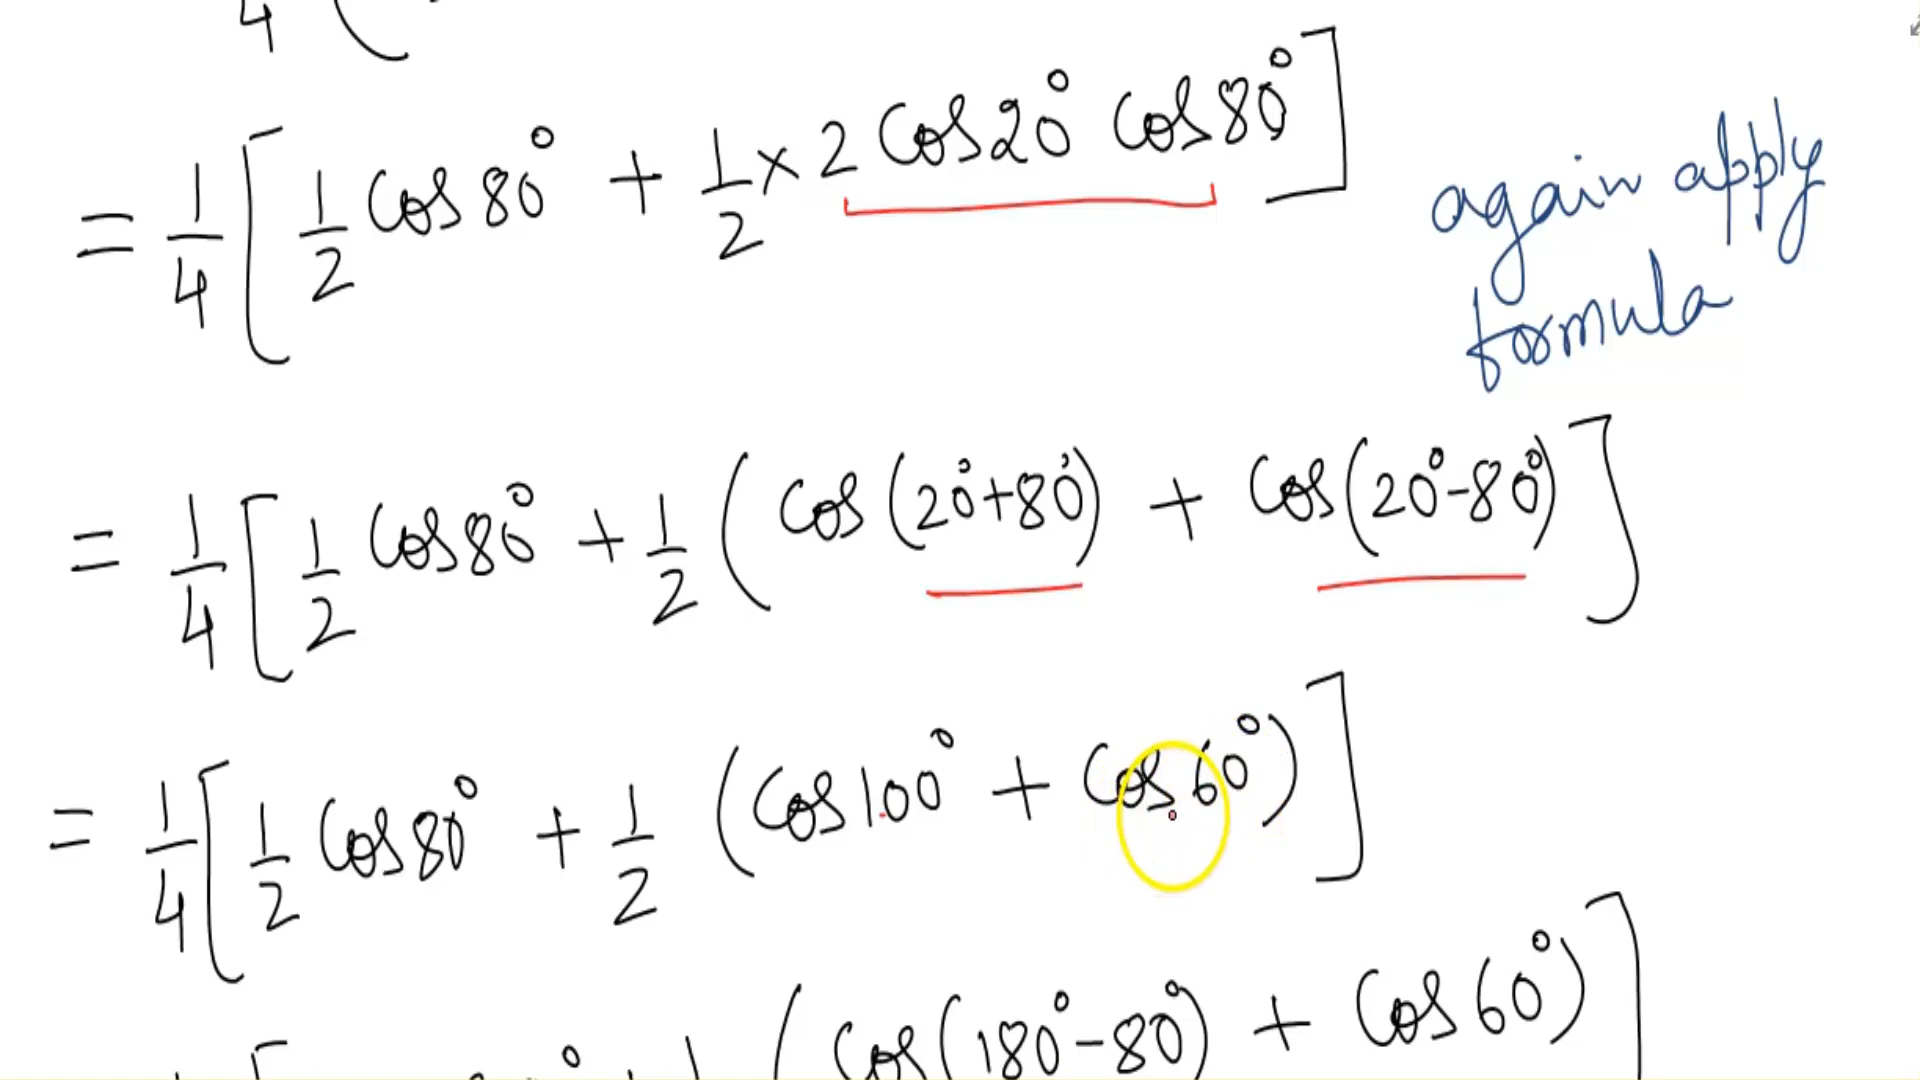 4 (
= 1/4 [ 1/2 Cos 80° + 1/2 × 2 Cos 20° Cos 80° ]
again apply
formula
= 1/4 [ 1/2 Cos 80° + 1/2 ( Cos (20°+80°) + Cos (20°-80°) ]
= 1/4 [ 1/2 Cos 80° + 1/2 ( Cos 100° + Cos 60° ) ]
( Cos (180°-80°) + Cos 60° ) ]